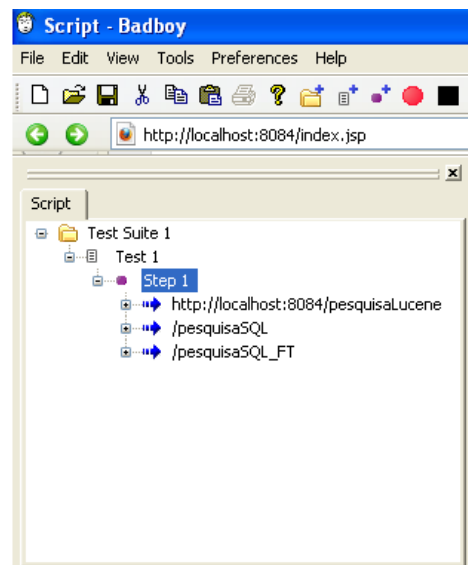 Script - Badboy
File Edit View Tools Preferences Help
http://localhost:8084/index.jsp
Script
Test Suite 1
Test 1
Step 1
http://localhost:8084/pesquisaLucene
/pesquisaSQL
/pesquisaSQL_FT